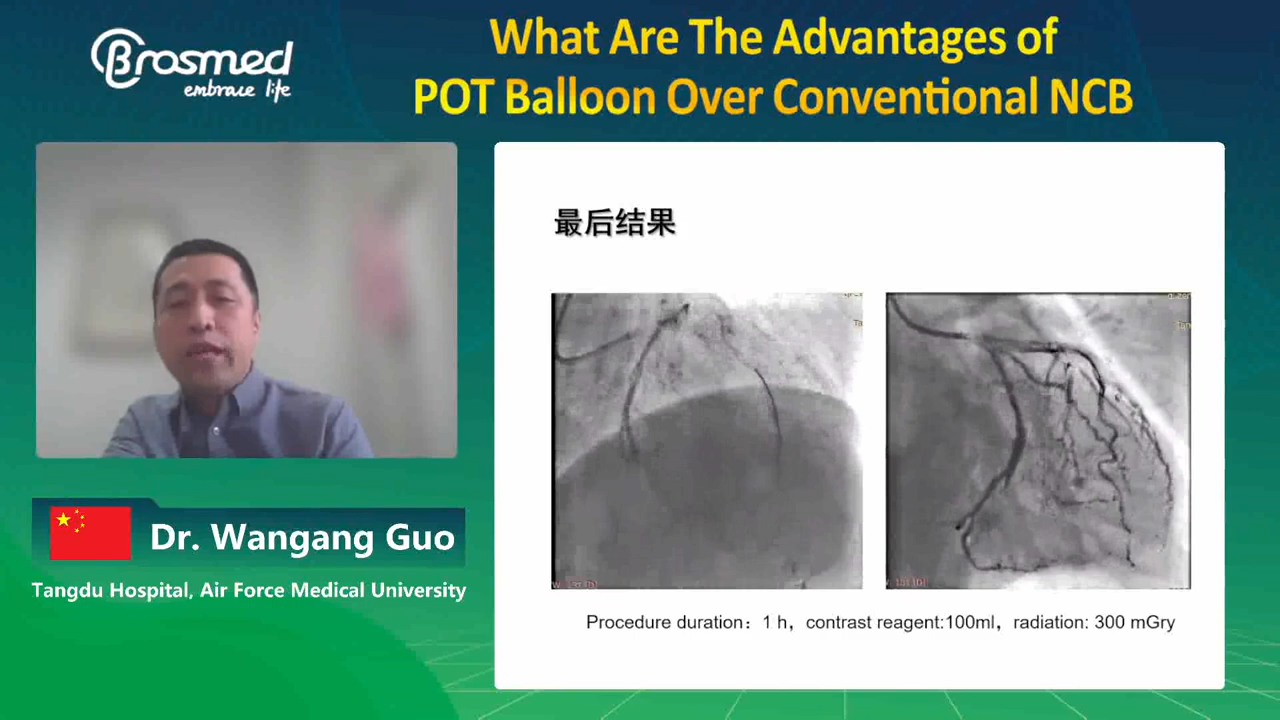 Brosmed
embrace life
What Are The Advantages of
POT Balloon Over Conventional NCB
最后结果
Dr. Wangang Guo
Tangdu Hospital, Air Force Medical University
Procedure duration：1 h，contrast reagent:100ml，radiation: 300 mGry